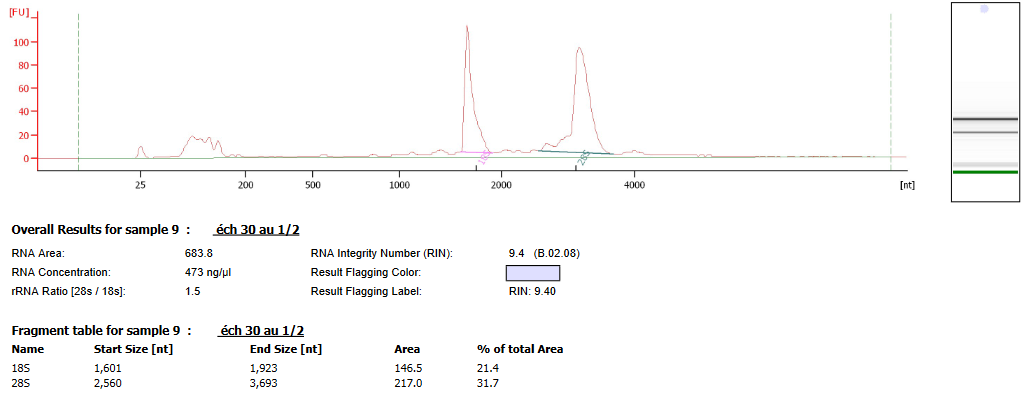 [FU]
100
80
60
40
20
0
18S
28S
25 200 500 1000 2000 4000 [nt]
Overall Results for sample 9 : éch 30 au 1/2
RNA Area: 683.8 RNA Integrity Number (RIN): 9.4 (B.02.08)
RNA Concentration: 473 ng/µl Result Flagging Color:
rRNA Ratio [28s / 18s]: 1.5 Result Flagging Label: RIN: 9.40
Fragment table for sample 9 : éch 30 au 1/2
Name Start Size [nt] End Size [nt] Area % of total Area
18S 1,601 1,923 146.5 21.4
28S 2,560 3,693 217.0 31.7